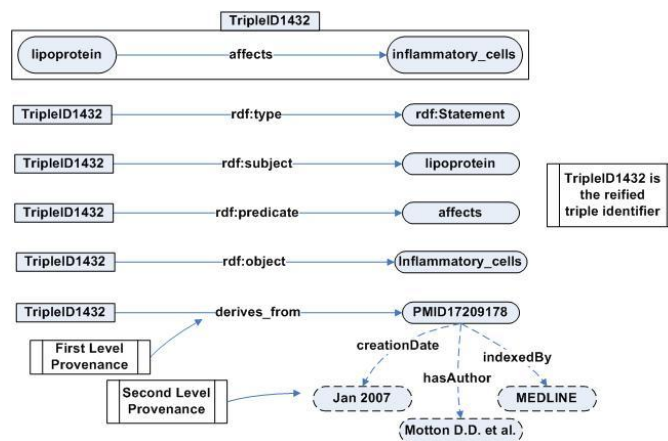 TripleID1432
lipoprotein affects inflammatory_cells
TripleID1432 rdf:type rdf:Statement
TripleID1432 rdf:subject lipoprotein
TripleID1432 rdf:predicate affects
TripleID1432 is
the reified
triple identifier
TripleID1432 rdf:object Inflammatory_cells
TripleID1432 derives_from PMID17209178
First Level
Provenance
creationDate
indexedBy
hasAuthor
Second Level
Provenance
Jan 2007
MEDLINE
Motton D.D. et al.